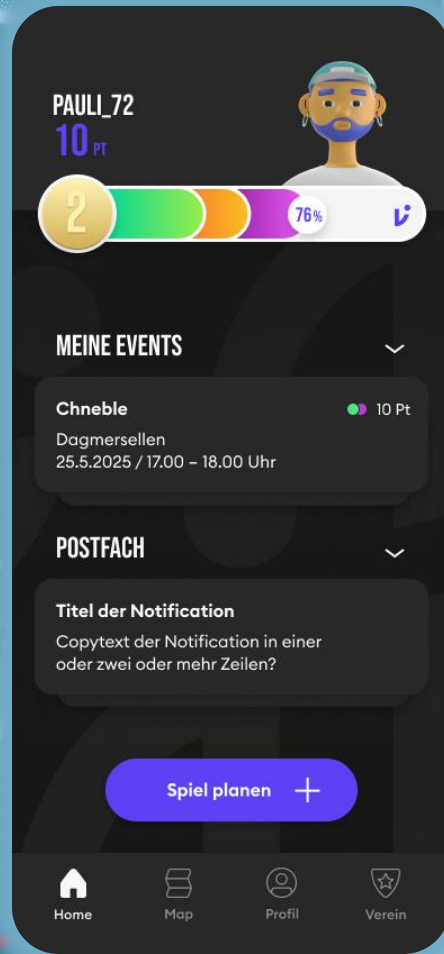 PAULI_72
10 PT
2
76%
MEINE EVENTS
Chneble
10 Pt
Dagmersellen
25.5.2025 / 17.00 – 18.00 Uhr
POSTFACH
Titel der Notification
Copytext der Notification in einer
oder zwei oder mehr Zeilen?
Spiel planen
Home
Map
Profil
Verein